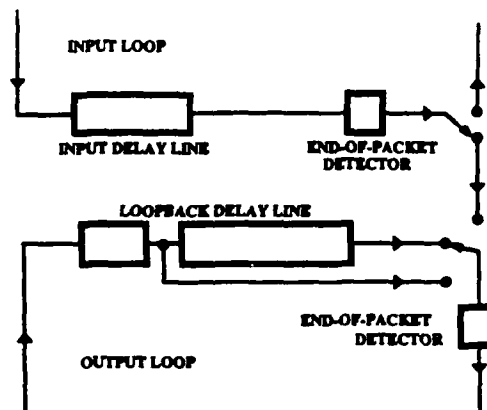 INPUT LOOP
INPUT DELAY LINE
END-OF-PACKET
DETECTOR
LOOPBACK DELAY LINE
END-OF-PACKET
DETECTOR
OUTPUT LOOP